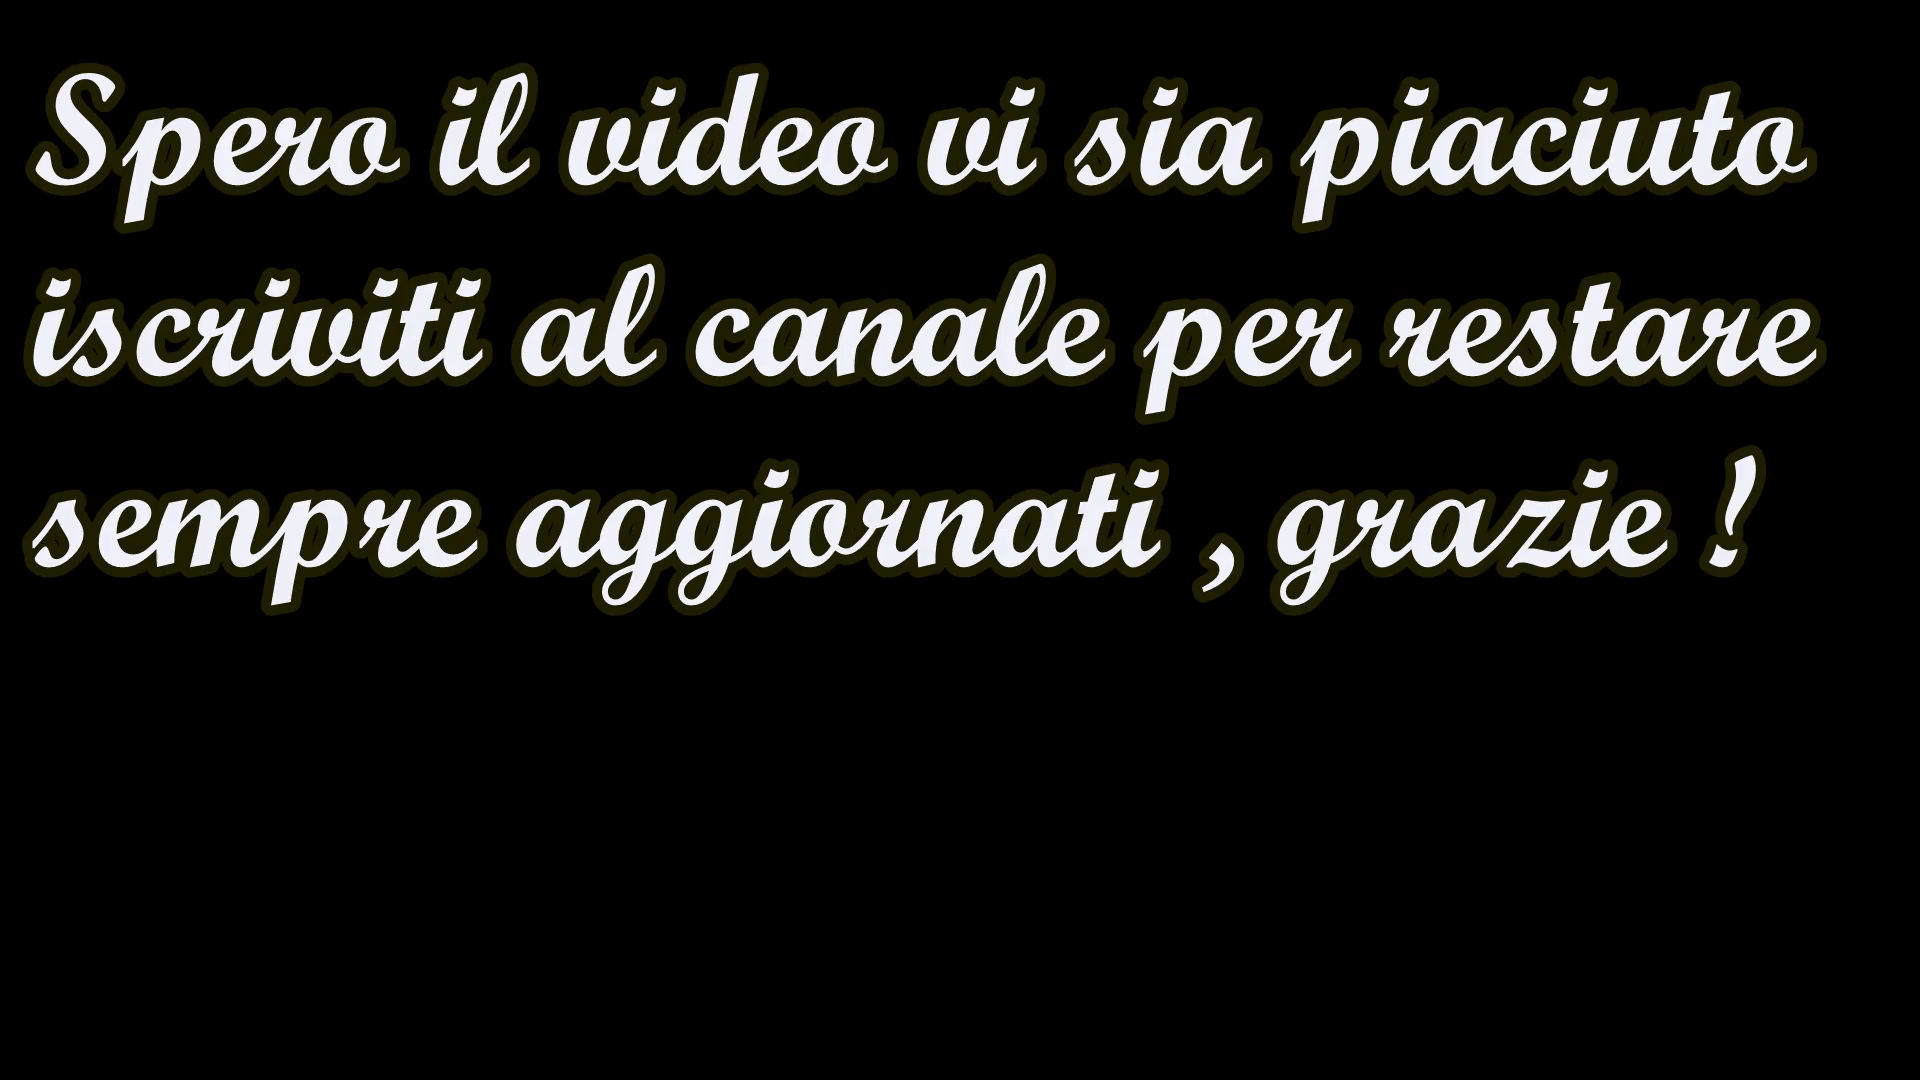 Spero il video vi sia piaciuto
iscriviti al canale per restare
sempre aggiornati , grazie !